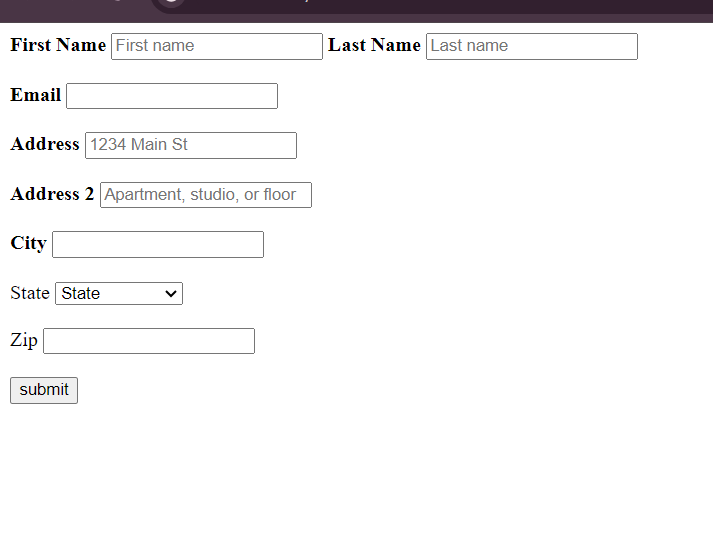 First Name First name Last Name Last name
Email
Address 1234 Main St
Address 2 Apartment, studio, or floor
City
State State
Zip
submit